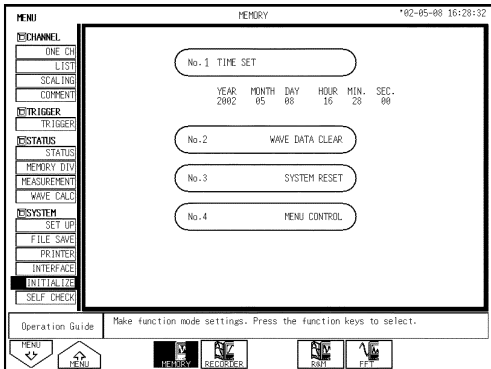 MENU
MEMORY
'02-05-08 16:28:32
CHANNEL
ONE CH
LIST
SCALING
COMMENT
TRIGGER
TRIGGER
STATUS
STATUS
MEMORY DIV
MEASUREMENT
WAVE CALC
SYSTEM
SET UP
FILE SAVE
PRINTER
INTERFACE
INITIALIZE
SELF CHECK
No.1 TIME SET
YEAR MONTH DAY HOUR MIN. SEC.
2002 05 08 16 28 00
No.2 WAVE DATA CLEAR
No.3 SYSTEM RESET
No.4 MENU CONTROL
Operation Guide
Make function mode settings. Press the function keys to select.
MENU
MENU
MEMORY
RECORDER
R&M
FFT